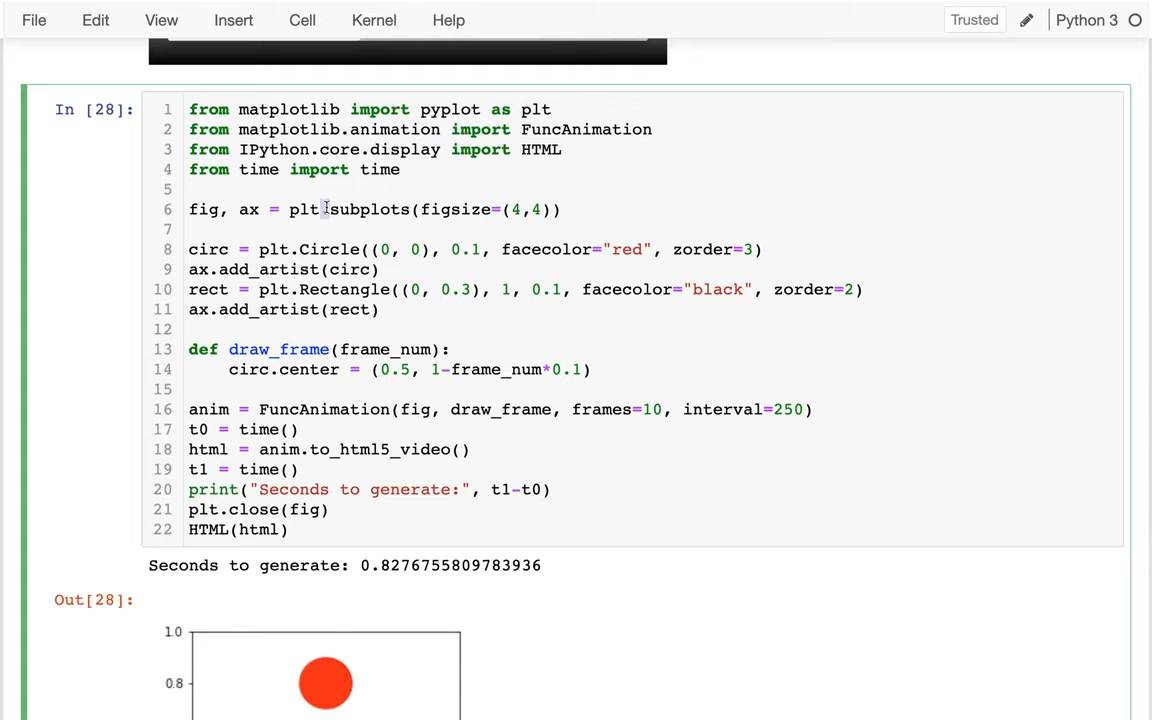 File Edit View Insert Cell Kernel Help Trusted Python 3
In [28]:
1 from matplotlib import pyplot as plt
2 from matplotlib.animation import FuncAnimation
3 from IPython.core.display import HTML
4 from time import time
5
6 fig, ax = plt.subplots(figsize=(4,4))
7
8 circ = plt.Circle((0, 0), 0.1, facecolor="red", zorder=3)
9 ax.add_artist(circ)
10 rect = plt.Rectangle((0, 0.3), 1, 0.1, facecolor="black", zorder=2)
11 ax.add_artist(rect)
12
13 def draw_frame(frame_num):
14     circ.center = (0.5, 1-frame_num*0.1)
15
16 anim = FuncAnimation(fig, draw_frame, frames=10, interval=250)
17 t0 = time()
18 html = anim.to_html5_video()
19 t1 = time()
20 print("Seconds to generate:", t1-t0)
21 plt.close(fig)
22 HTML(html)
Seconds to generate: 0.8276755809783936
Out[28]:
1.0
0.8